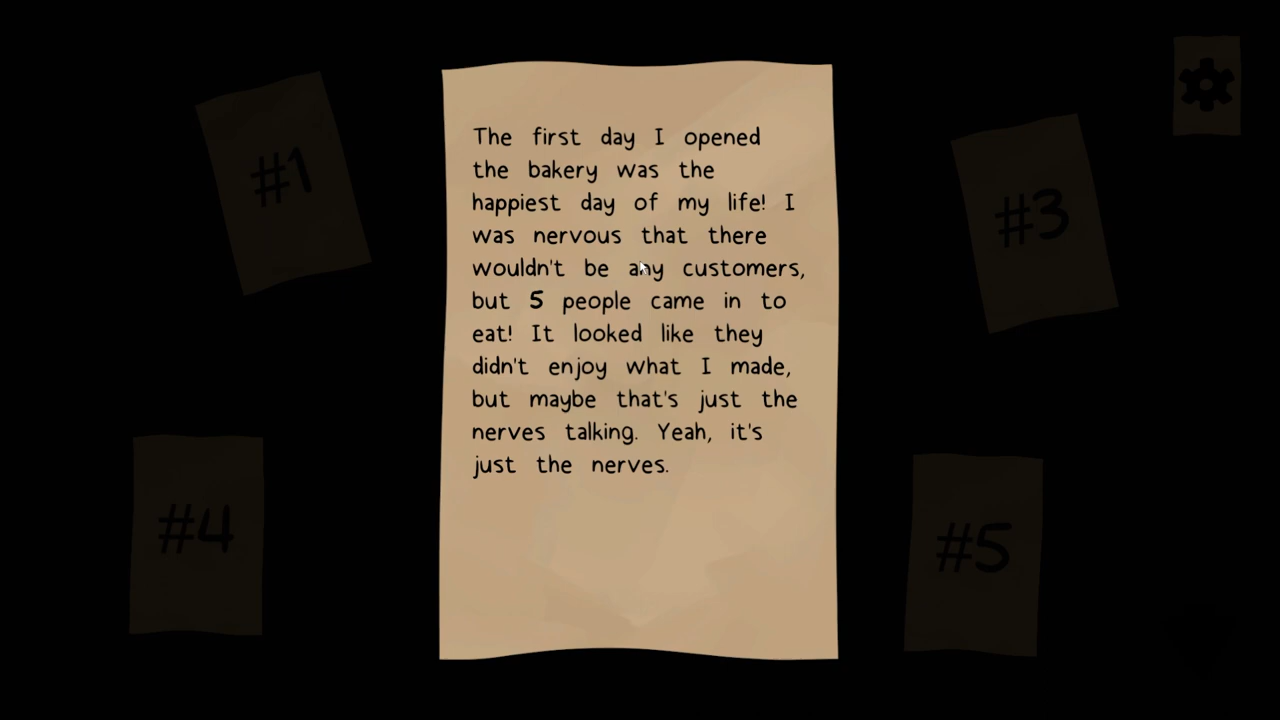 #1
The first day I opened
the bakery was the
happiest day of my life! I
was nervous that there
wouldn't be any customers,
but 5 people came in to
eat! It looked like they
didn't enjoy what I made,
but maybe that's just the
nerves talking. Yeah, it's
just the nerves.
#3
#4
#5